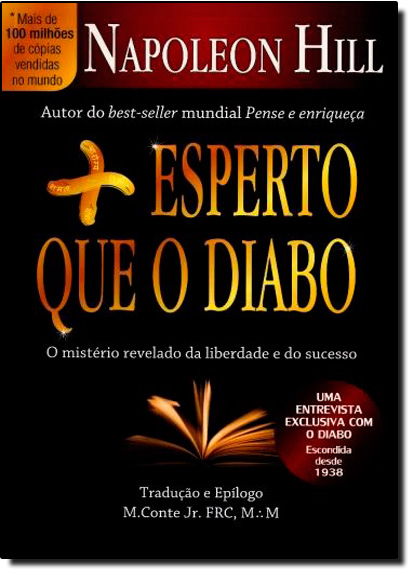 * Mais de
100 milhões
de cópias
vendidas
no mundo
NAPOLEON HILL
Autor do best-seller mundial Pense e enriqueça
+ ESPERTO
QUE O DIABO
O mistério revelado da liberdade e do sucesso
UMA
ENTREVISTA
EXCLUSIVA COM
O DIABO
Escondida
desde
1938
Tradução e Epílogo
M.Conte Jr. FRC, M∴M